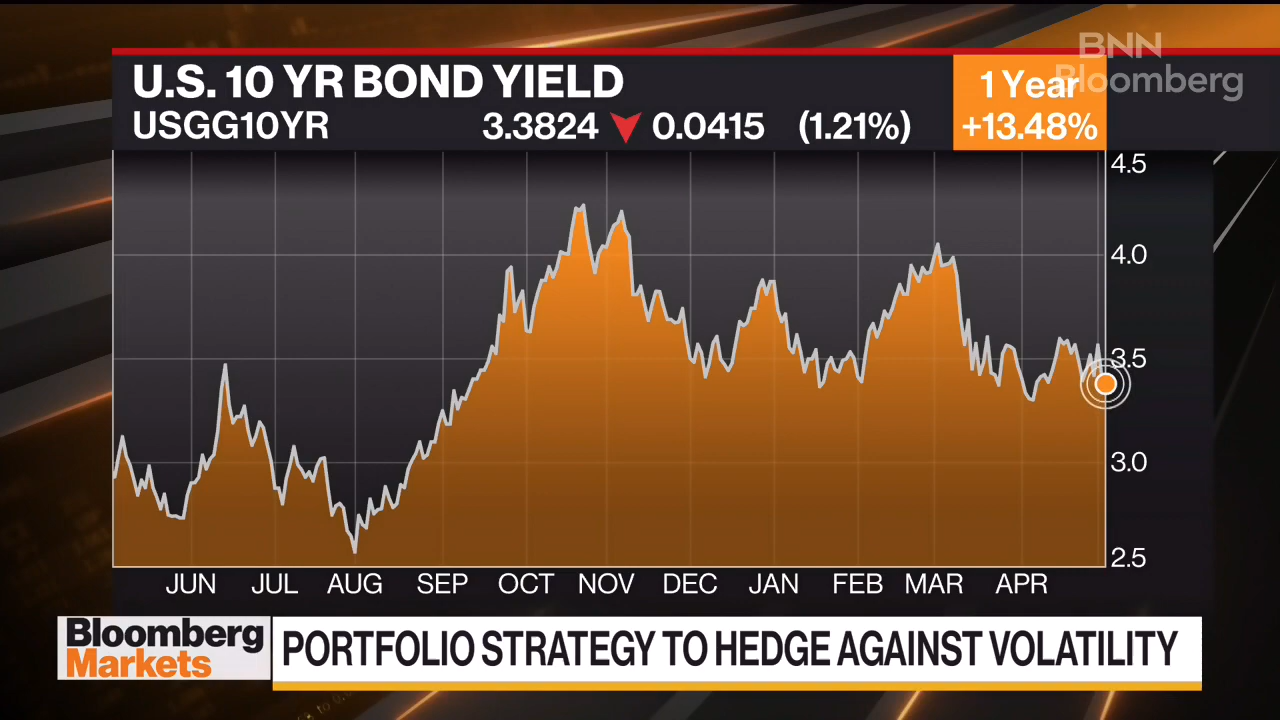 BNN
Bloomberg
U.S. 10 YR BOND YIELD
1 Year
USGG10YR 3.3824 ▼ 0.0415 (1.21%)
+13.48%
4.5
4.0
3.5
3.0
2.5
JUN JUL AUG SEP OCT NOV DEC JAN FEB MAR APR
Bloomberg
Markets
PORTFOLIO STRATEGY TO HEDGE AGAINST VOLATILITY